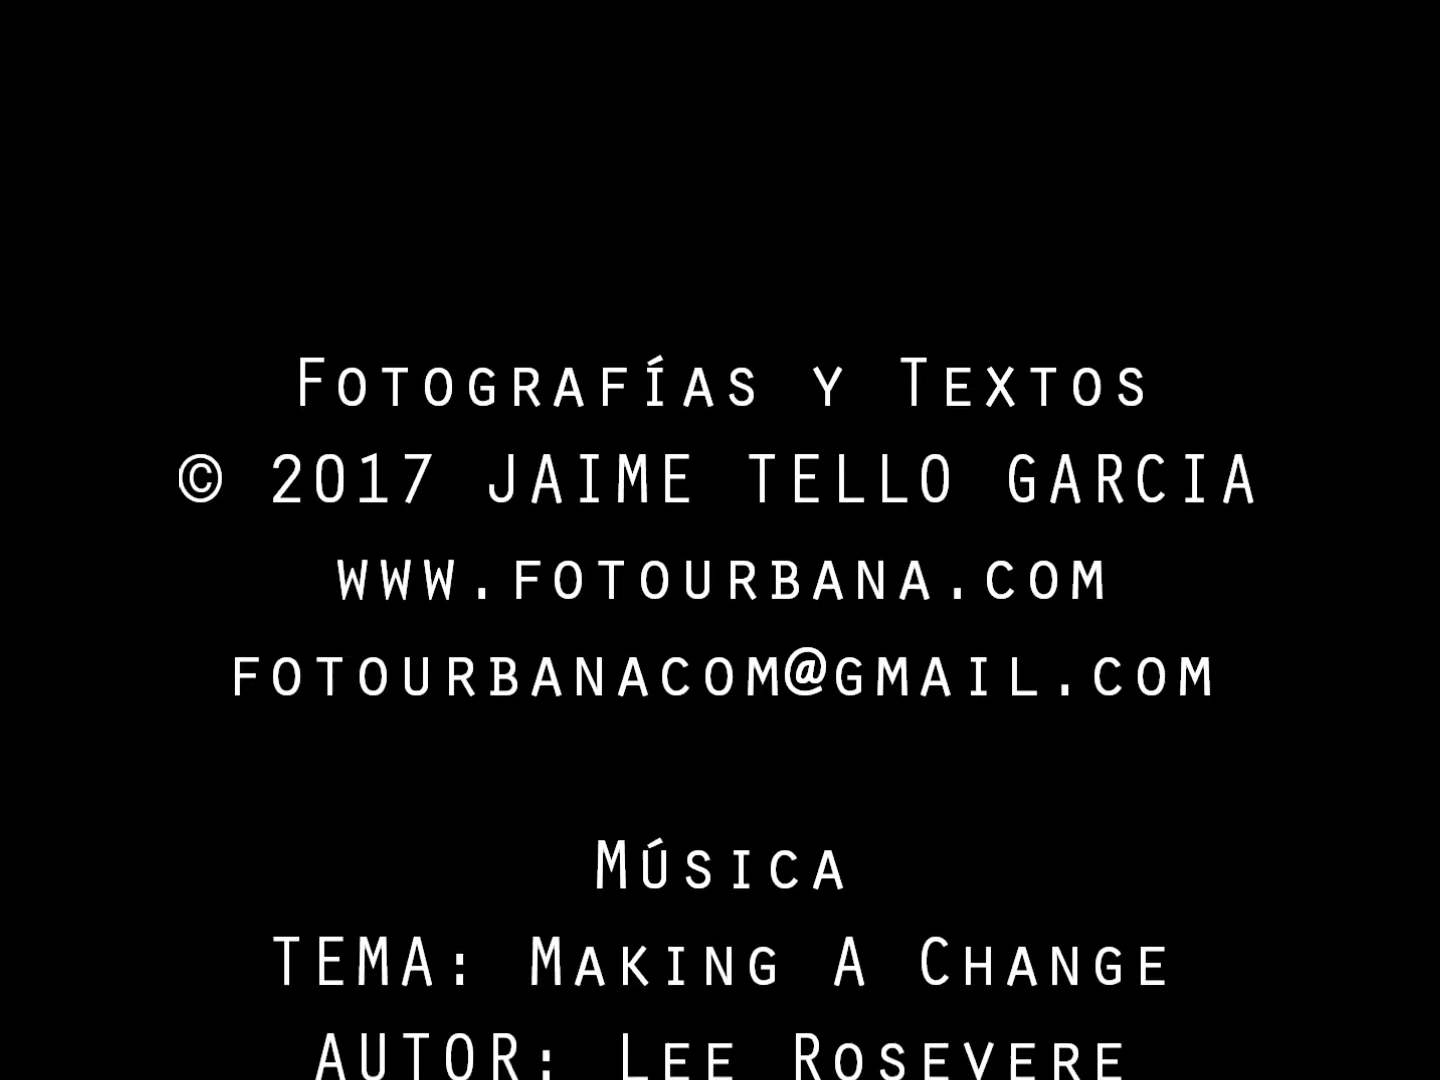 Fotografías y Textos
© 2017 JAIME TELLO GARCIA
www.fotourbana.com
fotourbanacom@gmail.com
Música
TEMA: Making A Change
AUTOR: Lee Rosevere